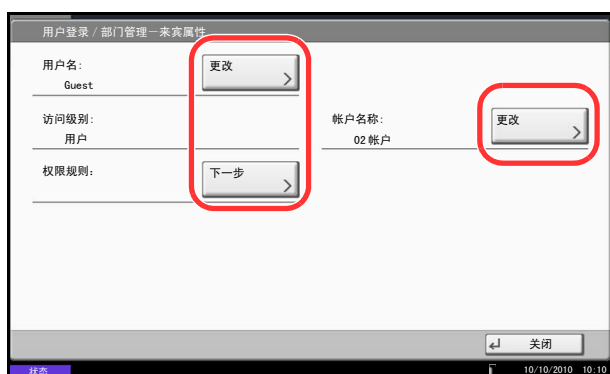 用户登录 / 部门管理－来宾属性
用户名:
Guest
更改
访问级别:
用户
帐户名称:
02 帐户
更改
权限规则:
下一步
关闭
状态
10/10/2010 10:10